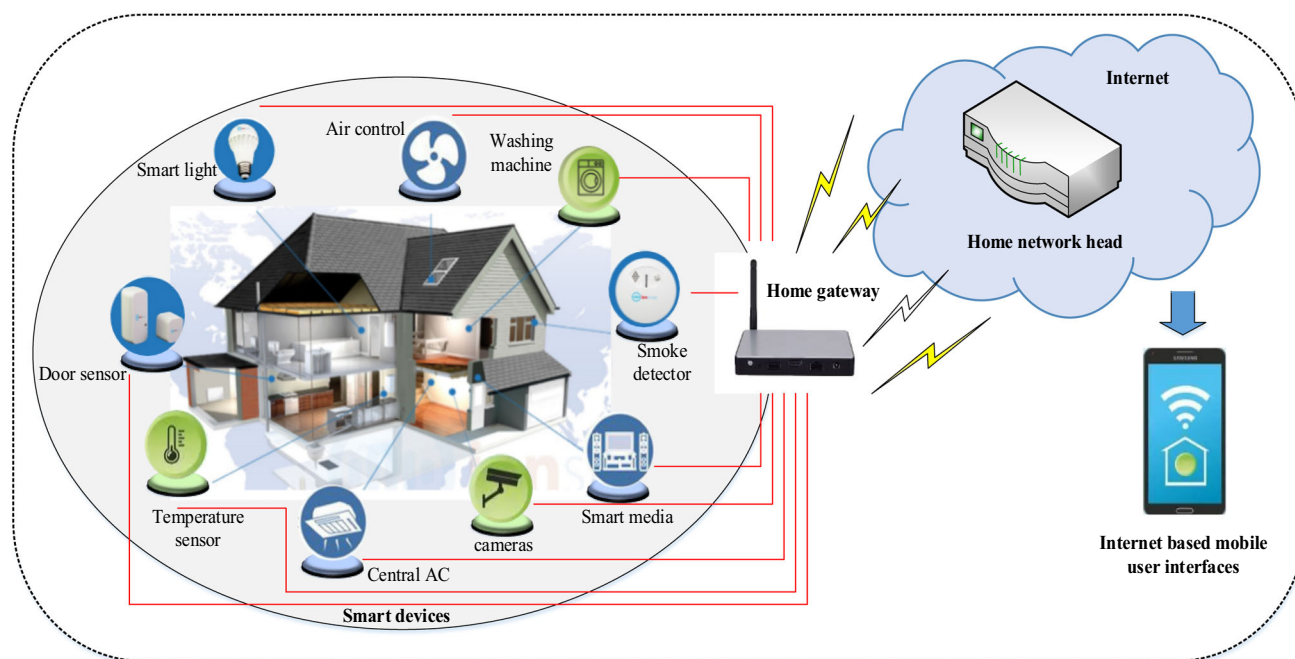 Internet
Air control
Washing
machine
Smart light
Home network head
Home gateway
Smoke
detector
Door sensor
SAMSUNG
Temperature
sensor
Smart media
cameras
Central AC
Internet based mobile
user interfaces
Smart devices